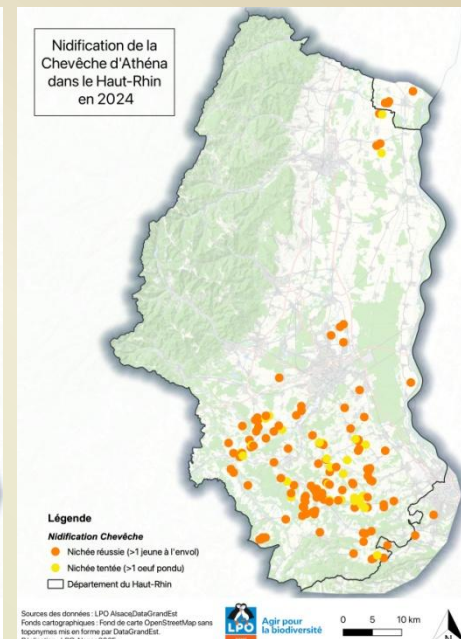 Nidification de la
Chevêche d'Athéna
dans le Haut-Rhin
en 2024
Légende
Nidification Chevêche
Nichée réussie (>1 jeune à l'envol)
Nichée tentée (>1 oeuf pondu)
Département du Haut-Rhin
Sources des données : LPO Alsace, DataGrandEst
Fonds cartographiques : Fond de carte OpenStreetMap sans
toponymes mis en forme par DataGrandEst.
LPO
Agir pour
la biodiversité
0 5 10 km
N